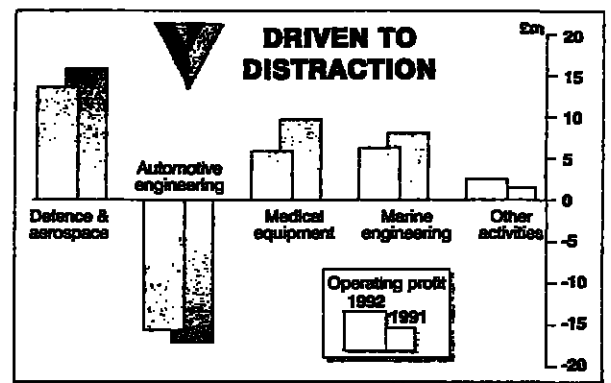 DRIVEN TO
DISTRACTION
£m
20
15
10
5
0
-5
-10
-15
-20
Defence &
aerospace
Automotive
engineering
Medical
equipment
Marine
engineering
Other
activities
Operating profit
1992
1991